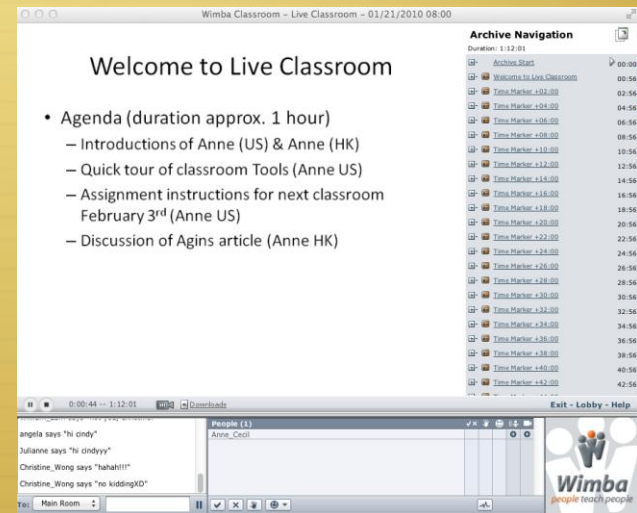 Wimba Classroom – Live Classroom – 01/21/2010 08:00
Welcome to Live Classroom
• Agenda (duration approx. 1 hour)
– Introductions of Anne (US) & Anne (HK)
– Quick tour of classroom Tools (Anne US)
– Assignment instructions for next classroom
February 3rd (Anne US)
– Discussion of Agins article (Anne HK)
Archive Navigation
Duration: 1:12:01
Archive Start 00:00
Welcome to Live Classroom 00:56
Time Marker +02:00 02:56
Time Marker +04:00 04:56
Time Marker +06:00 06:56
Time Marker +08:00 08:56
Time Marker +10:00 10:56
Time Marker +12:00 12:56
Time Marker +14:00 14:56
Time Marker +16:00 16:56
Time Marker +18:00 18:56
Time Marker +20:00 20:56
Time Marker +22:00 22:56
Time Marker +24:00 24:56
Time Marker +26:00 26:56
Time Marker +28:00 28:56
Time Marker +30:00 30:56
Time Marker +32:00 32:56
Time Marker +34:00 34:56
Time Marker +36:00 36:56
Time Marker +38:00 38:56
Time Marker +40:00 40:56
Time Marker +42:00 42:56
0:00:44 -- 1:12:01 Downloads
Exit - Lobby - Help
angela says "hi cindy"
Julianne says "hi cindyyy"
Christine_Wong says "hahah!!!"
Christine_Wong says "no kiddingXD"
To: Main Room
People (1)
Anne_Cecil
Wimba
people teach people